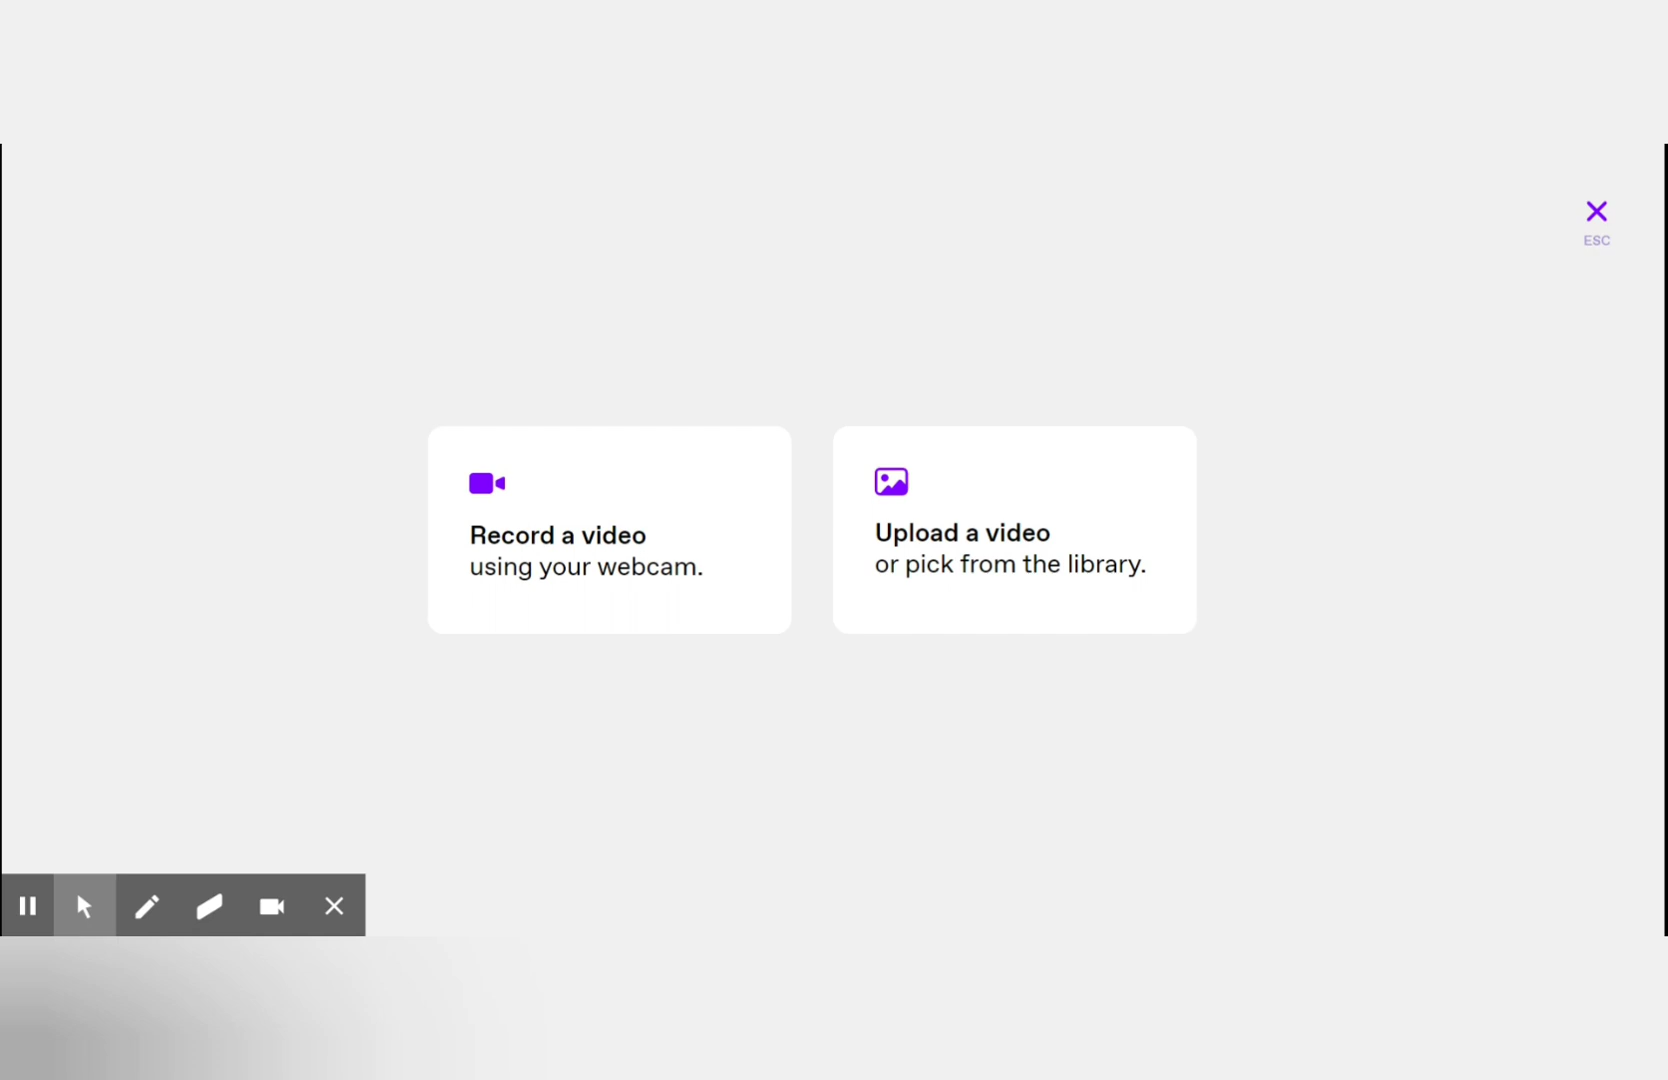 ESC
Record a video
using your webcam.
Upload a video
or pick from the library.